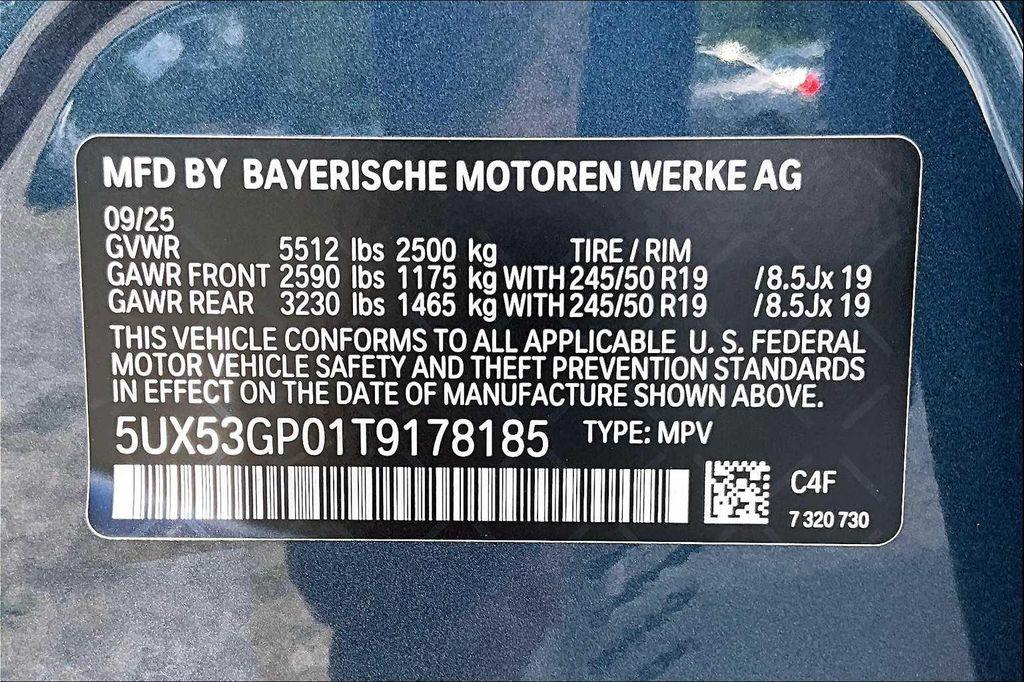 MFD BY BAYERISCHE MOTOREN WERKE AG
09/25
GVWR 5512 lbs 2500 kg TIRE / RIM
GAWR FRONT 2590 lbs 1175 kg WITH 245/50 R19 /8.5Jx 19
GAWR REAR 3230 lbs 1465 kg WITH 245/50 R19 /8.5Jx 19
THIS VEHICLE CONFORMS TO ALL APPLICABLE U. S. FEDERAL
MOTOR VEHICLE SAFETY AND THEFT PREVENTION STANDARDS
IN EFFECT ON THE DATE OF MANUFACTURE SHOWN ABOVE.
5UX53GP01T9178185 TYPE: MPV
C4F
7 320 730